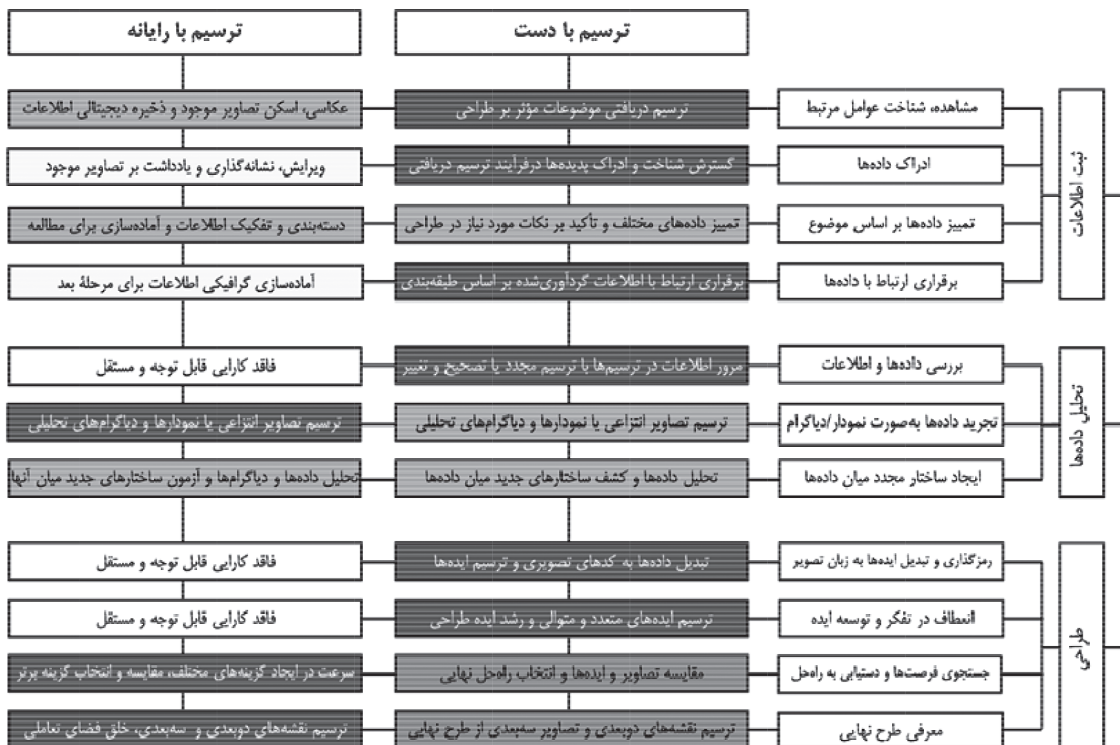 ترسیم با دست
ترسیم با رایانه
ثبت اطلاعات
مشاهده، شناخت عوامل مرتبط
ترسیم دریافتی موضوعات مؤثر بر طراحی
عکاسی، اسکن تصاویر موجود و ذخیره دیجیتالی اطلاعات
ادراک داده‌ها
گسترش شناخت و ادراک پدیده‌ها درفرآیند ترسیم دریافتی
ویرایش، نشانه‌گذاری و یادداشت بر تصاویر موجود
تمییز داده‌ها بر اساس موضوع
تمییز داده‌های مختلف و تأکید بر نکات مورد نیاز در طراحی
دسته‌بندی و تفکیک اطلاعات و آماده‌سازی برای مطالعه
برقراری ارتباط با داده‌ها
برقراری ارتباط با اطلاعات گردآوری‌شده بر اساس طبقه‌بندی
آماده‌سازی گرافیکی اطلاعات برای مرحلهٔ بعد
تحلیل داده‌ها
بررسی داده‌ها و اطلاعات
مرور اطلاعات در ترسیم‌ها با ترسیم مجدد یا تصحیح و تغییر
فاقد کارایی قابل توجه و مستقل
تجرید داده‌ها به‌صورت نمودار/دیاگرام
ترسیم تصاویر انتزاعی یا نمودارها و دیاگرام‌های تحلیلی
ترسیم تصاویر انتزاعی یا نمودارها و دیاگرام‌های تحلیلی
ایجاد ساختار مجدد میان داده‌ها
تحلیل داده‌ها و کشف ساختارهای جدید میان داده‌ها
تحلیل داده‌ها و دیاگرام‌ها و آزمون ساختارهای جدید میان آنها
طراحی
رمزگذاری و تبدیل ایده‌ها به زبان تصویر
تبدیل داده‌ها به کدهای تصویری و ترسیم ایده‌ها
فاقد کارایی قابل توجه و مستقل
انعطاف در تفکر و توسعه ایده
ترسیم ایده‌های متعدد و متوالی و رشد ایده طراحی
فاقد کارایی قابل توجه و مستقل
جستجوی فرصت‌ها و دستیابی به راه‌حل
مقایسه تصاویر و ایده‌ها و انتخاب راه‌حل نهایی
سرعت در ایجاد گزینه‌های مختلف، مقایسه و انتخاب گزینه برتر
معرفی طرح نهایی
ترسیم نقشه‌های دوبعدی و تصاویر سه‌بعدی از طرح نهایی
ترسیم نقشه‌های دوبعدی و سه‌بعدی، خلق فضای تعاملی